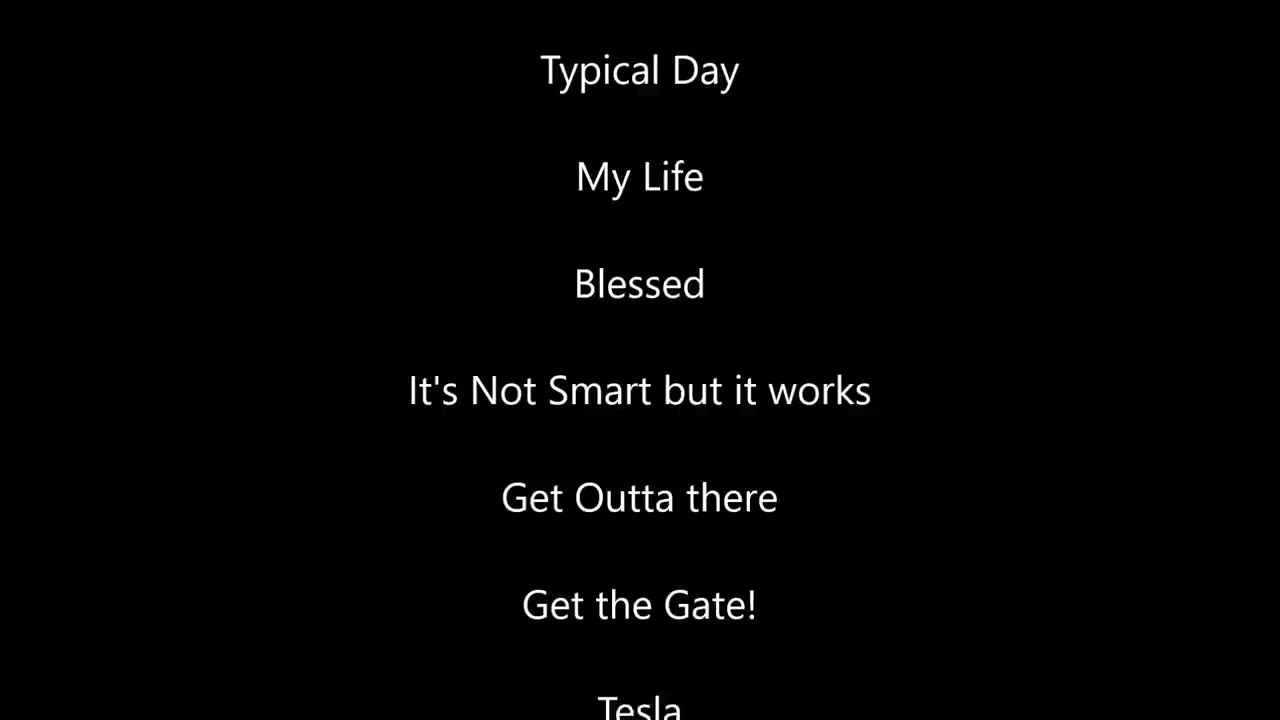 Typical Day
My Life
Blessed
It's Not Smart but it works
Get Outta there
Get the Gate!
Tesla